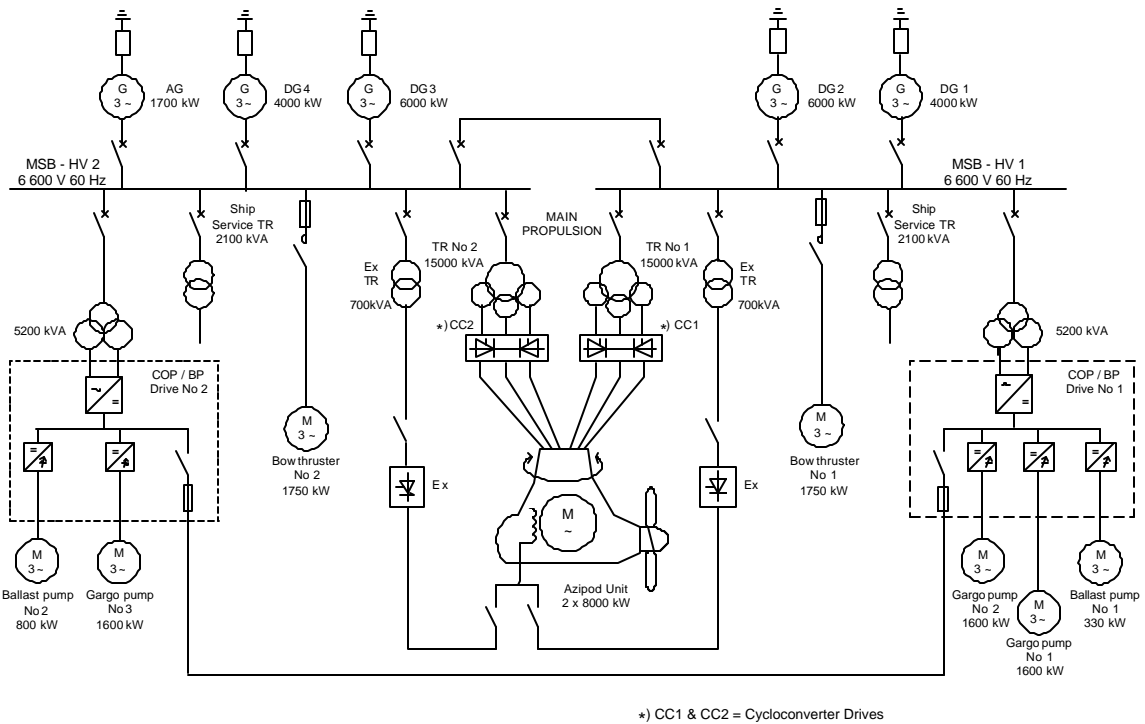 G
3 ~
AG
1700 kW
G
3 ~
DG 4
4000 kW
G
3 ~
DG 3
6000 kW
G
3 ~
DG 2
6000 kW
G
3 ~
DG 1
4000 kW
MSB - HV 2
6 600 V 60 Hz
MSB - HV 1
6 600 V 60 Hz
Ship
Service TR
2100 kVA
MAIN
PROPULSION
Ship
Service TR
2100 kVA
Ex
TR
700kVA
TR No 2
15000 kVA
TR No 1
15000 kVA
Ex
TR
700kVA
5200 kVA
*) CC2
*) CC1
5200 kVA
COP / BP
Drive No 2
COP / BP
Drive No 1
M
3 ~
Bow thruster
No 2
1750 kW
M
3 ~
Bow thruster
No 1
1750 kW
Ex
Ex
M
~
Azipod Unit
2 x 8000 kW
M
3 ~
Ballast pump
No 2
800 kW
M
3 ~
Gargo pump
No 3
1600 kW
M
3 ~
Gargo pump
No 2
1600 kW
M
3 ~
Gargo pump
No 1
1600 kW
M
3 ~
Ballast pump
No 1
330 kW
*) CC1 & CC2 = Cycloconverter Drives